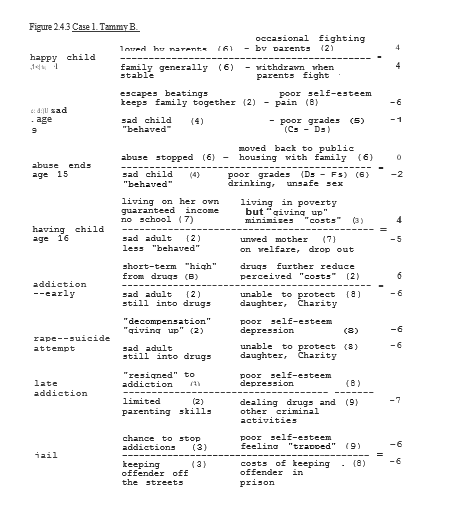 Figure 2.4.3 Case 1. Tammy B.
occasional fighting
loved by parents (6) – by parents (2) 4
happy child =
family generally (6) – withdrawn when 4
stable parents fight
escapes beatings poor self-esteem
keeps family together (2) – pain (8) –6
sad
age sad child (4) – poor grades (5) –1
9 "behaved" (Cs – Ds)
moved back to public
abuse stopped (6) – housing with family (6) 0
abuse ends =
age 15 sad child (4) poor grades (Ds – Fs) (6) –2
"behaved" drinking, unsafe sex
living on her own living in poverty
guaranteed income but "giving up"
no school (7) minimizes "costs" (3) 4
having child =
age 16 sad adult (2) unwed mother (7) –5
less "behaved" on welfare, drop out
short-term "high" drugs further reduce
from drugs (8) perceived "costs" (2) 6
addiction =
--early sad adult (2) unable to protect (8) –6
still into drugs daughter, Charity
"decompensation" poor self-esteem
"giving up" (2) depression (8) –6
rape--suicide
attempt sad adult unable to protect (8) –6
still into drugs daughter, Charity
"resigned" to poor self-esteem
late addiction (3) depression (8)
addiction
limited (2) dealing drugs and (9) –7
parenting skills other criminal
activities
chance to stop poor self-esteem
addictions (3) feeling "trapped" (9) –6
jail =
keeping (3) costs of keeping . (8) –6
offender off offender in
the streets prison